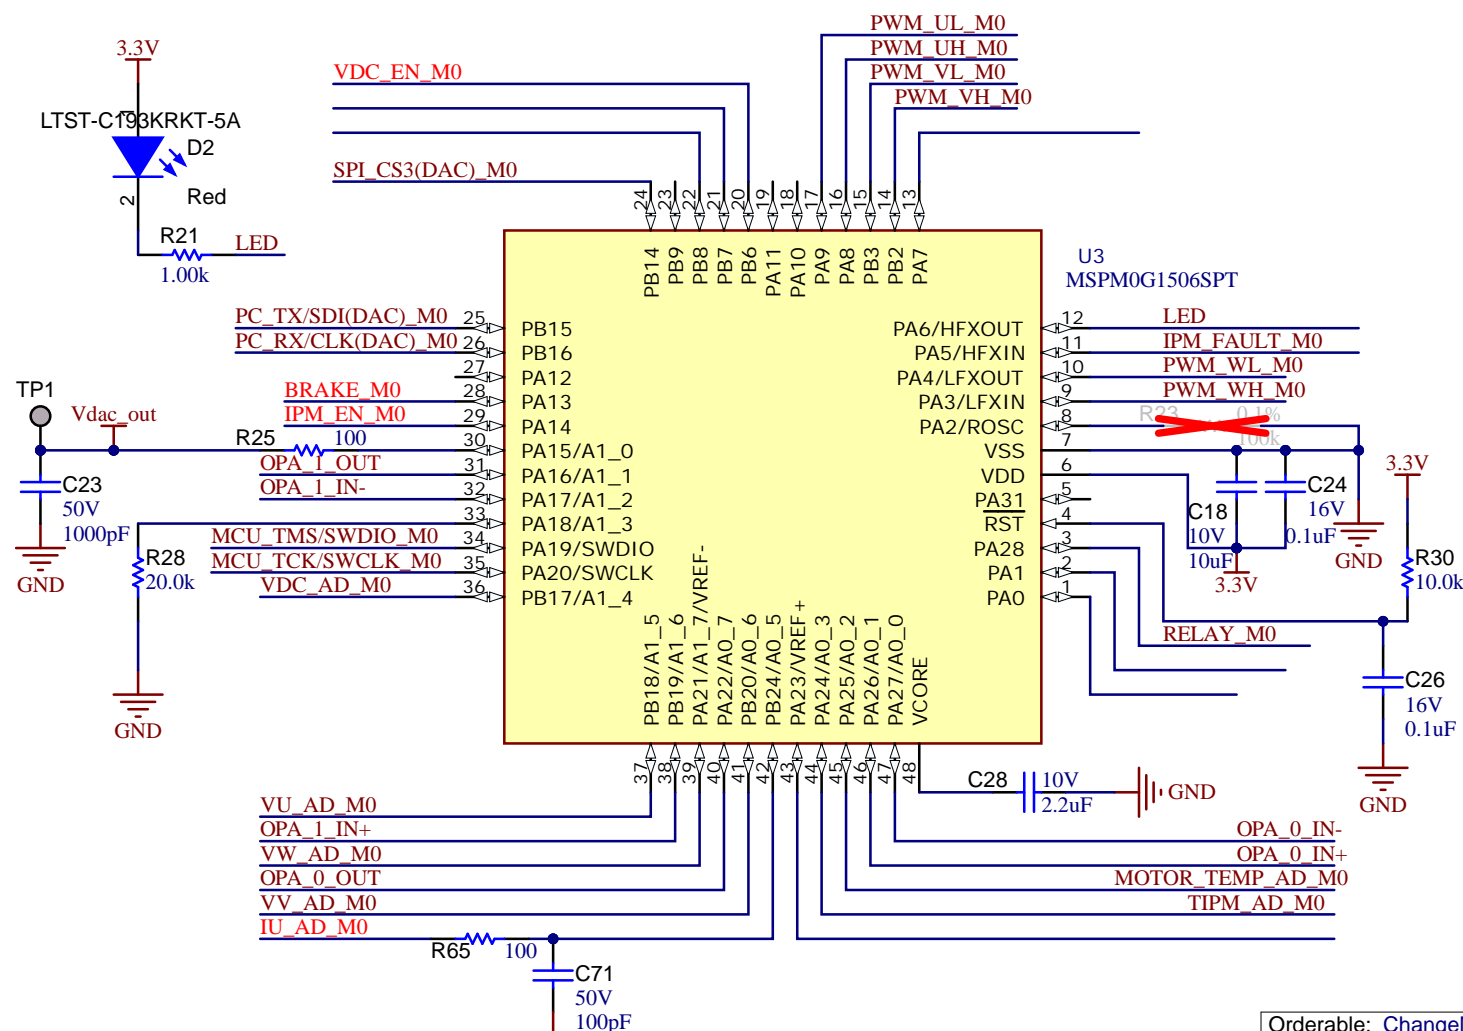 3.3V
LTST-C193KRKT-5A
1
D2
2
Red
R21
LED
1.00k
VDC_EN_M0
SPI_CS3(DAC)_M0
PWM_UL_M0
PWM_UH_M0
PWM_VL_M0
PWM_VH_M0
24 23 22 21 20 19 18 17 16 15 14 13
PB14 PB9 PB8 PB7 PB6 PA11 PA10 PA9 PA8 PB3 PB2 PA7
U3
MSPM0G1506SPT
PC_TX/SDI(DAC)_M0 25 PB15
PC_RX/CLK(DAC)_M0 26 PB16
27 PA12
BRAKE_M0 28 PA13
IPM_EN_M0 29 PA14
TP1
Vdac_out
R25 100 30 PA15/A1_0
OPA_1_OUT 31 PA16/A1_1
OPA_1_IN- 32 PA17/A1_2
33 PA18/A1_3
MCU_TMS/SWDIO_M0 34 PA19/SWDIO
MCU_TCK/SWCLK_M0 35 PA20/SWCLK
VDC_AD_M0 36 PB17/A1_4
C23
50V
1000pF
GND
R28
20.0k
GND
PA6/HFXOUT 12 LED
PA5/HFXIN 11 IPM_FAULT_M0
PA4/LFXOUT 10 PWM_WL_M0
PA3/LFXIN 9 PWM_WH_M0
PA2/ROSC 8
R23 0.1%
100k
VSS 7
VDD 6
PA31 5
RST 4
PA28 3
PA1 2
PA0 1
C18
10V
10uF
C24
16V
0.1uF
3.3V
GND
3.3V
R30
10.0k
RELAY_M0
C26
16V
0.1uF
GND
PB18/A1_5 PB19/A1_6 PA21/A1_7/VREF- PA22/A0_7 PB20/A0_6 PB24/A0_5 PA23/VREF+ PA24/A0_3 PA25/A0_2 PA26/A0_1 PA27/A0_0 VCORE
37 38 39 40 41 42 43 44 45 46 47 48
C28
10V
2.2uF
GND
VU_AD_M0
OPA_1_IN+
VW_AD_M0
OPA_0_OUT
VV_AD_M0
IU_AD_M0
OPA_0_IN-
OPA_0_IN+
MOTOR_TEMP_AD_M0
TIPM_AD_M0
R65 100
C71
50V
100pF
Orderable: